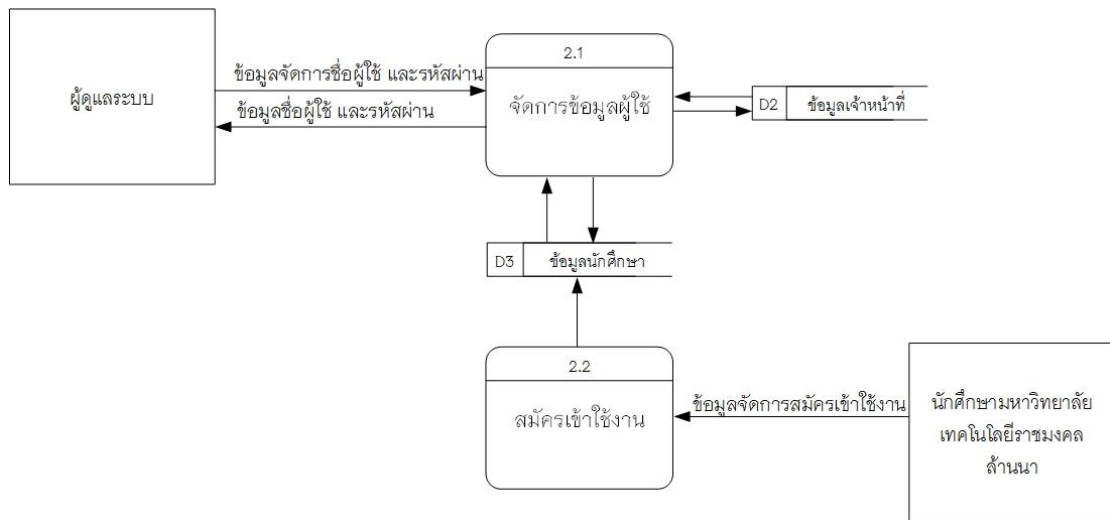 ผู้ดูแลระบบ
ข้อมูลจัดการชื่อผู้ใช้ และรหัสผ่าน
ข้อมูลชื่อผู้ใช้ และรหัสผ่าน
2.1
จัดการข้อมูลผู้ใช้
D2 ข้อมูลเจ้าหน้าที่
D3 ข้อมูลนักศึกษา
2.2
สมัครเข้าใช้งาน
ข้อมูลจัดการสมัครเข้าใช้งาน
นักศึกษามหาวิทยาลัย
เทคโนโลยีราชมงคล
ล้านนา